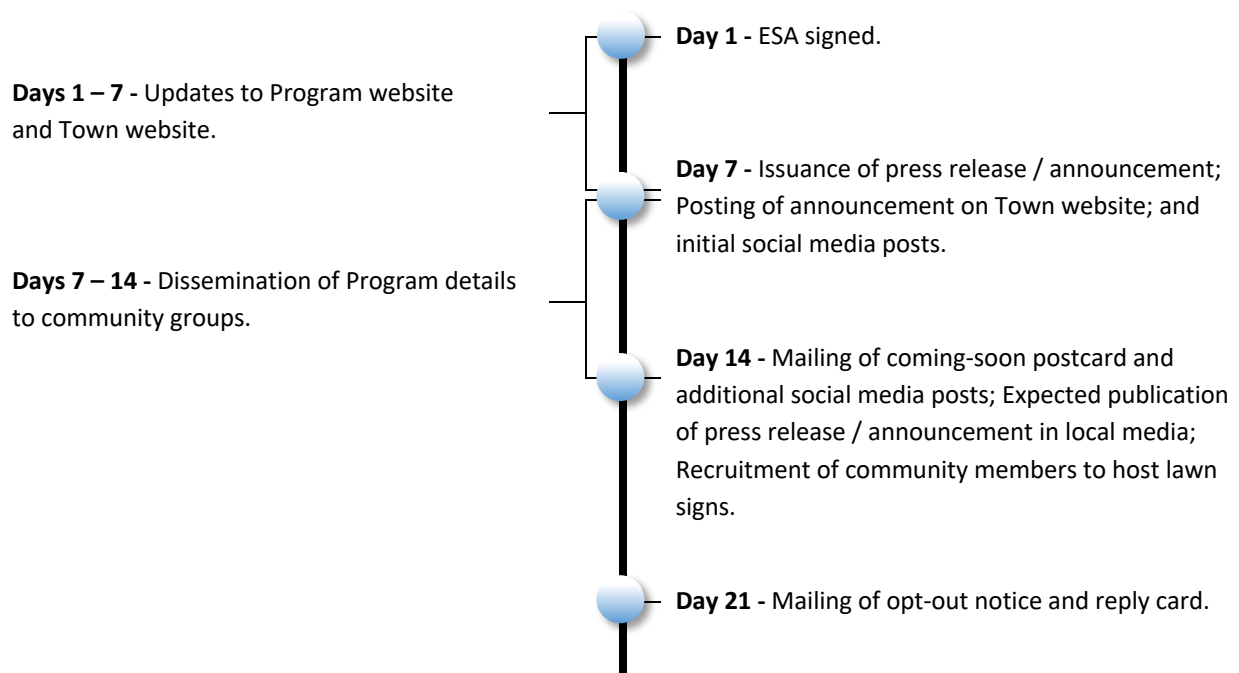 Day 1 - ESA signed.
Days 1 – 7 - Updates to Program website
and Town website.
Day 7 - Issuance of press release / announcement;
Posting of announcement on Town website; and
initial social media posts.
Days 7 – 14 - Dissemination of Program details
to community groups.
Day 14 - Mailing of coming-soon postcard and
additional social media posts; Expected publication
of press release / announcement in local media;
Recruitment of community members to host lawn
signs.
Day 21 - Mailing of opt-out notice and reply card.